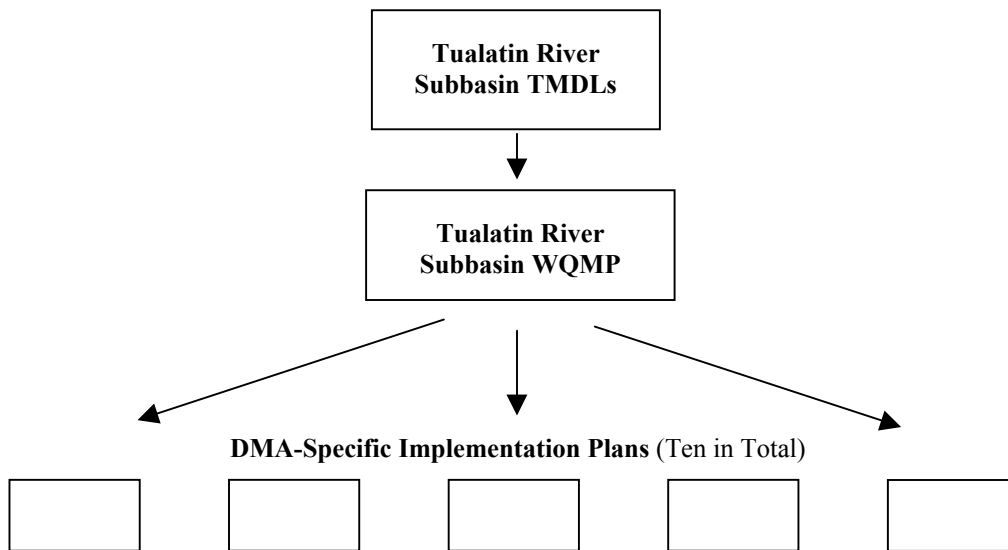 Tualatin River
Subbasin TMDLs
Tualatin River
Subbasin WQMP
DMA-Specific Implementation Plans (Ten in Total)